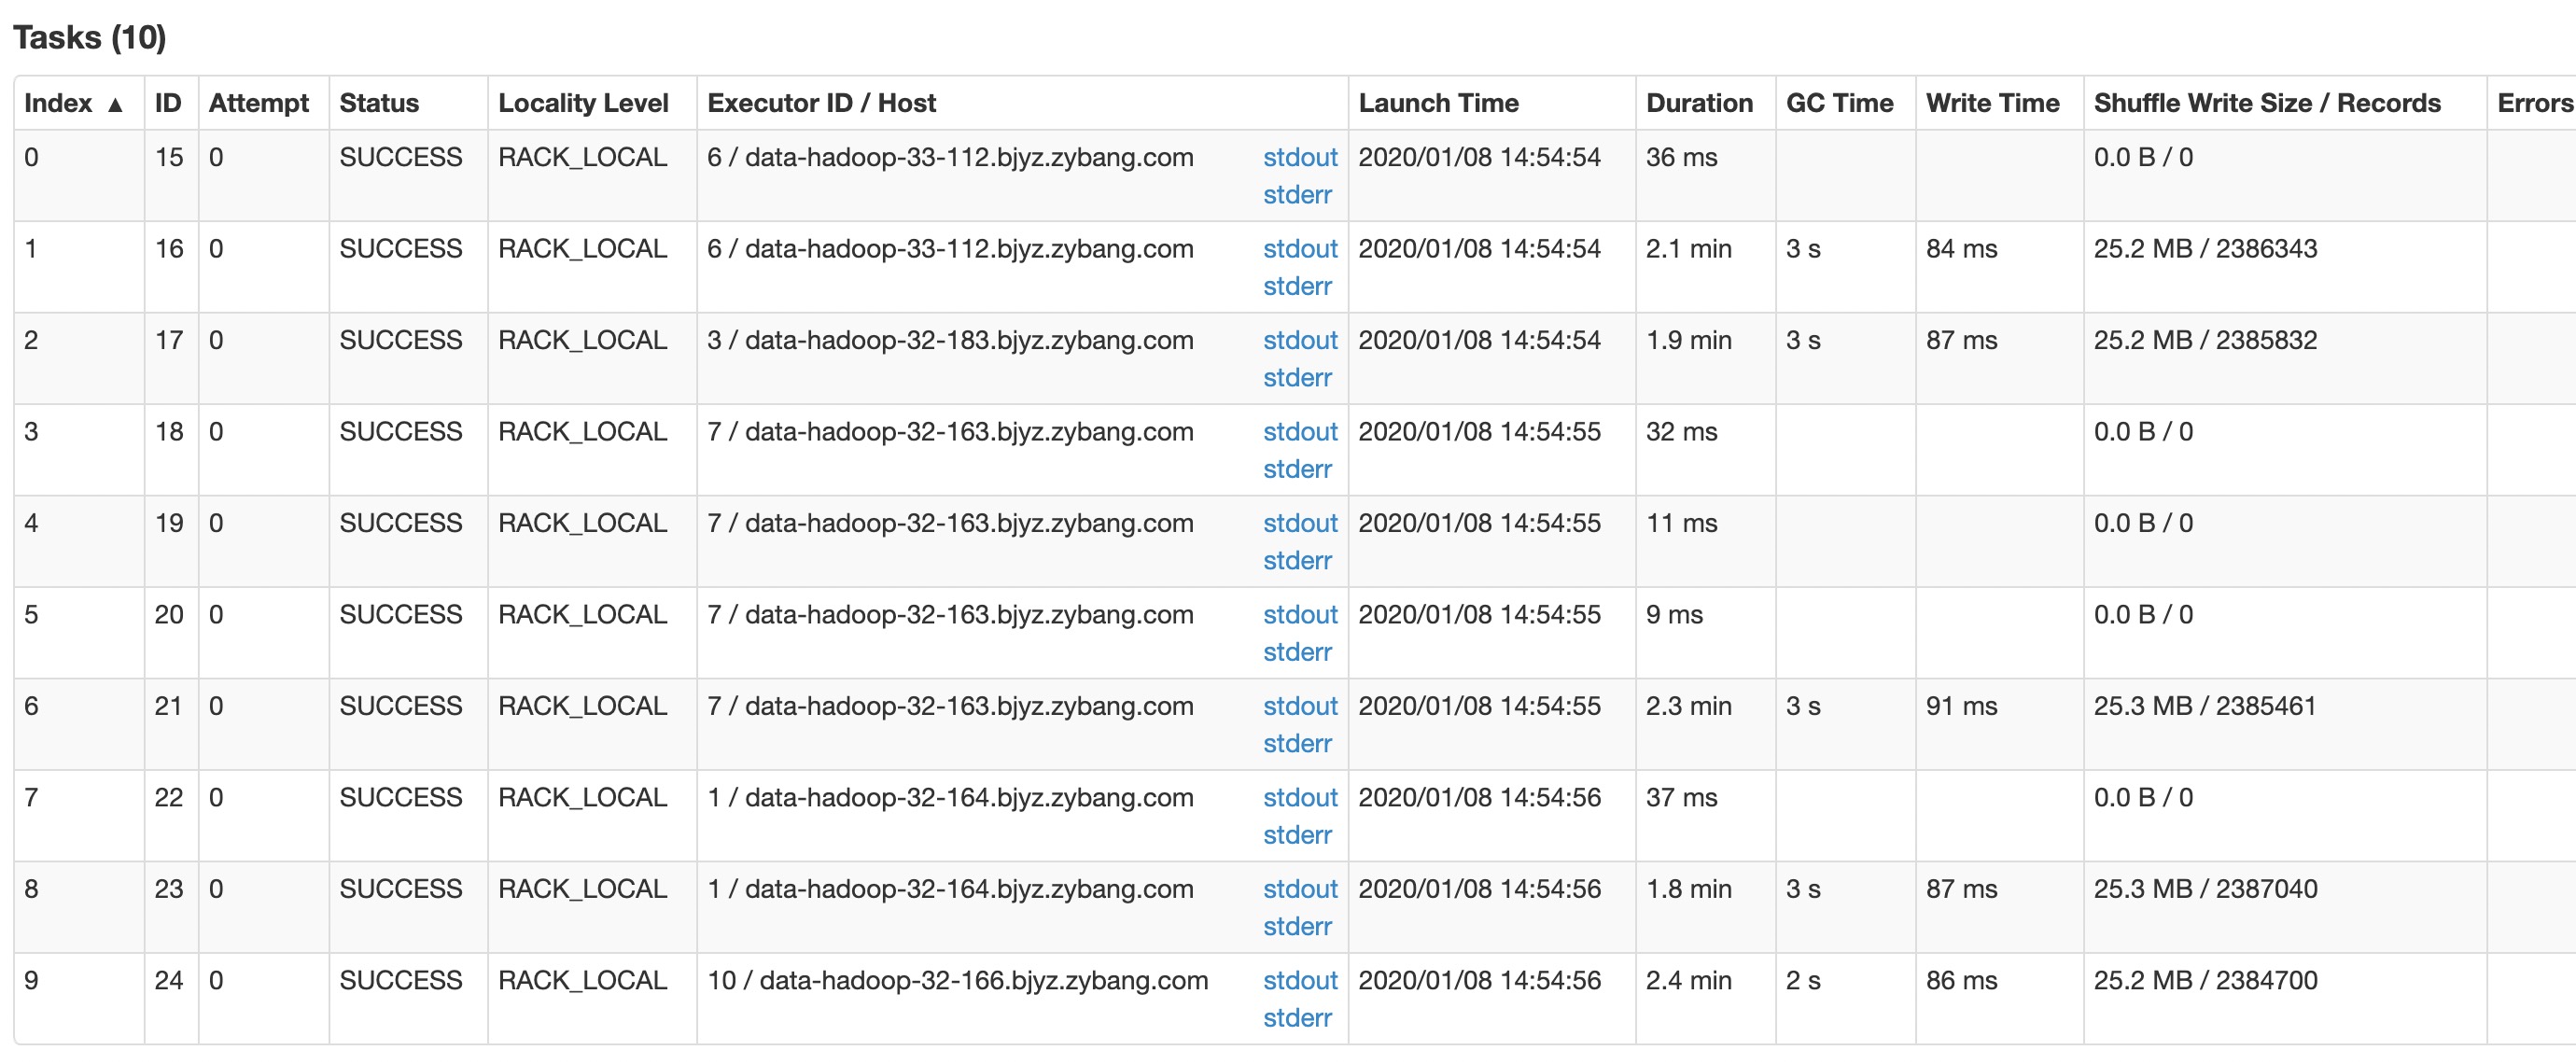 Tasks (10)
Index ▲ ID Attempt Status Locality Level Executor ID / Host Launch Time Duration GC Time Write Time Shuffle Write Size / Records Errors
0 15 0 SUCCESS RACK_LOCAL 6 / data-hadoop-33-112.bjyz.zybang.com stdout 2020/01/08 14:54:54 36 ms 0.0 B / 0
stderr
1 16 0 SUCCESS RACK_LOCAL 6 / data-hadoop-33-112.bjyz.zybang.com stdout 2020/01/08 14:54:54 2.1 min 3 s 84 ms 25.2 MB / 2386343
stderr
2 17 0 SUCCESS RACK_LOCAL 3 / data-hadoop-32-183.bjyz.zybang.com stdout 2020/01/08 14:54:54 1.9 min 3 s 87 ms 25.2 MB / 2385832
stderr
3 18 0 SUCCESS RACK_LOCAL 7 / data-hadoop-32-163.bjyz.zybang.com stdout 2020/01/08 14:54:55 32 ms 0.0 B / 0
stderr
4 19 0 SUCCESS RACK_LOCAL 7 / data-hadoop-32-163.bjyz.zybang.com stdout 2020/01/08 14:54:55 11 ms 0.0 B / 0
stderr
5 20 0 SUCCESS RACK_LOCAL 7 / data-hadoop-32-163.bjyz.zybang.com stdout 2020/01/08 14:54:55 9 ms 0.0 B / 0
stderr
6 21 0 SUCCESS RACK_LOCAL 7 / data-hadoop-32-163.bjyz.zybang.com stdout 2020/01/08 14:54:55 2.3 min 3 s 91 ms 25.3 MB / 2385461
stderr
7 22 0 SUCCESS RACK_LOCAL 1 / data-hadoop-32-164.bjyz.zybang.com stdout 2020/01/08 14:54:56 37 ms 0.0 B / 0
stderr
8 23 0 SUCCESS RACK_LOCAL 1 / data-hadoop-32-164.bjyz.zybang.com stdout 2020/01/08 14:54:56 1.8 min 3 s 87 ms 25.3 MB / 2387040
stderr
9 24 0 SUCCESS RACK_LOCAL 10 / data-hadoop-32-166.bjyz.zybang.com stdout 2020/01/08 14:54:56 2.4 min 2 s 86 ms 25.2 MB / 2384700
stderr